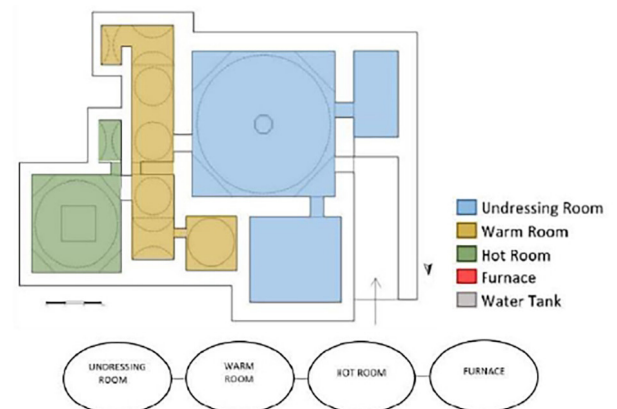 Undressing Room
Warm Room
Hot Room
Furnace
Water Tank
UNDRESSING
ROOM
WARM
ROOM
HOT ROOM
FURNACE